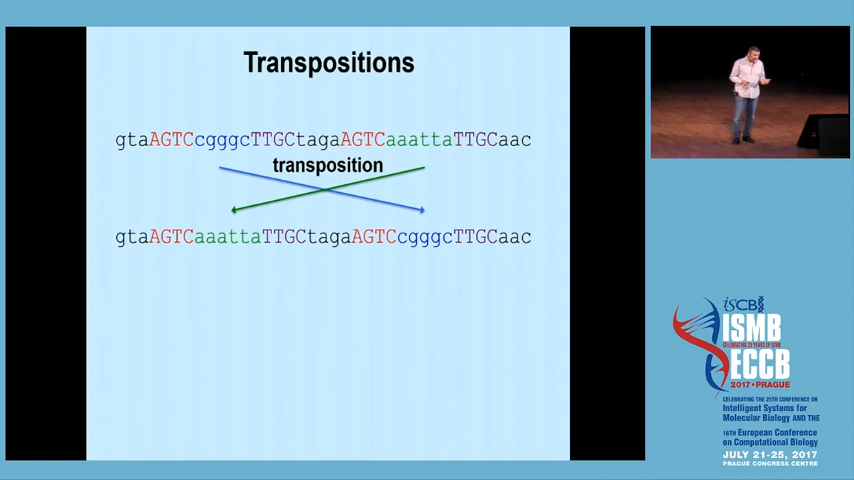 Transpositions
gtaAGTCcgggcTTGCtagaAGTCaaattaTTGCaac
transposition
gtaAGTCaaattaTTGCtagaAGTCcgggcTTGCaac
iSCB
ISMB
CELEBRATING 25 YEARS OF ISMB
ECCB
2017 • PRAGUE
CELEBRATING THE 25TH CONFERENCE ON
Intelligent Systems for
Molecular Biology AND THE
16TH European Conference
on Computational Biology
JULY 21-25, 2017
PRAGUE CONGRESS CENTRE